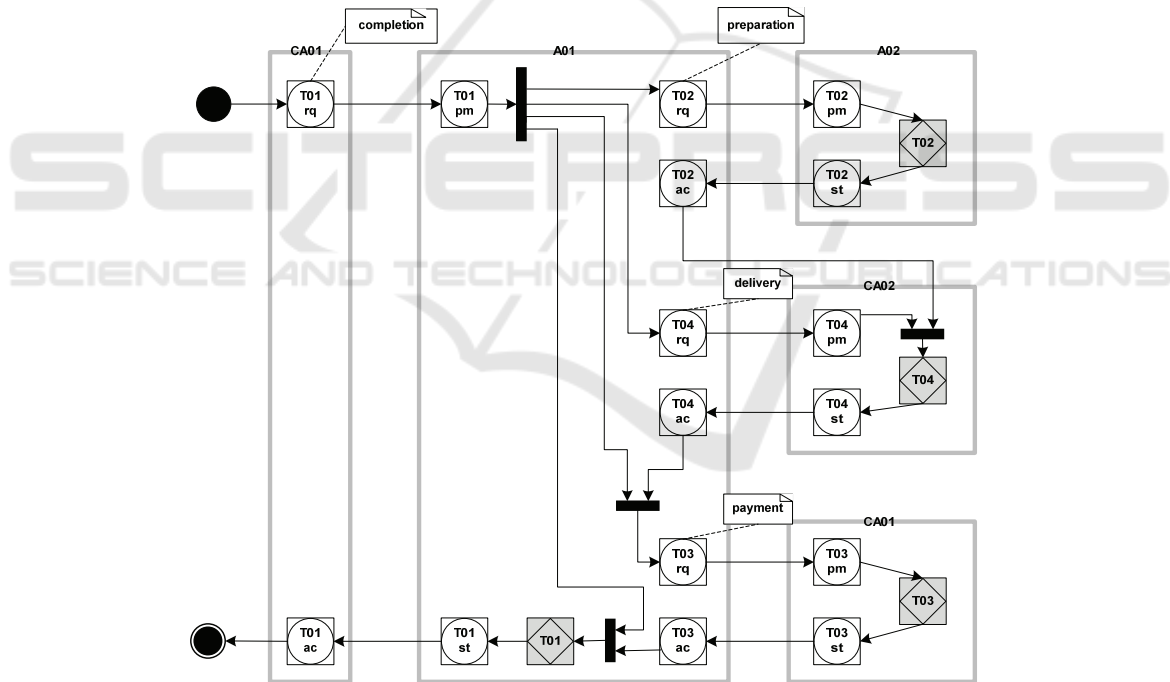 completion
preparation
CA01
A01
A02
T01
rq
T01
pm
T02
rq
T02
pm
T02
T02
ac
T02
st
SCITEPRESS
SCIENCE AND TECHNOLOGY PUBLICATIONS
delivery
CA02
T04
rq
T04
pm
T04
T04
ac
T04
st
payment
CA01
T03
rq
T03
pm
T03
T01
ac
T01
st
T01
T03
ac
T03
st